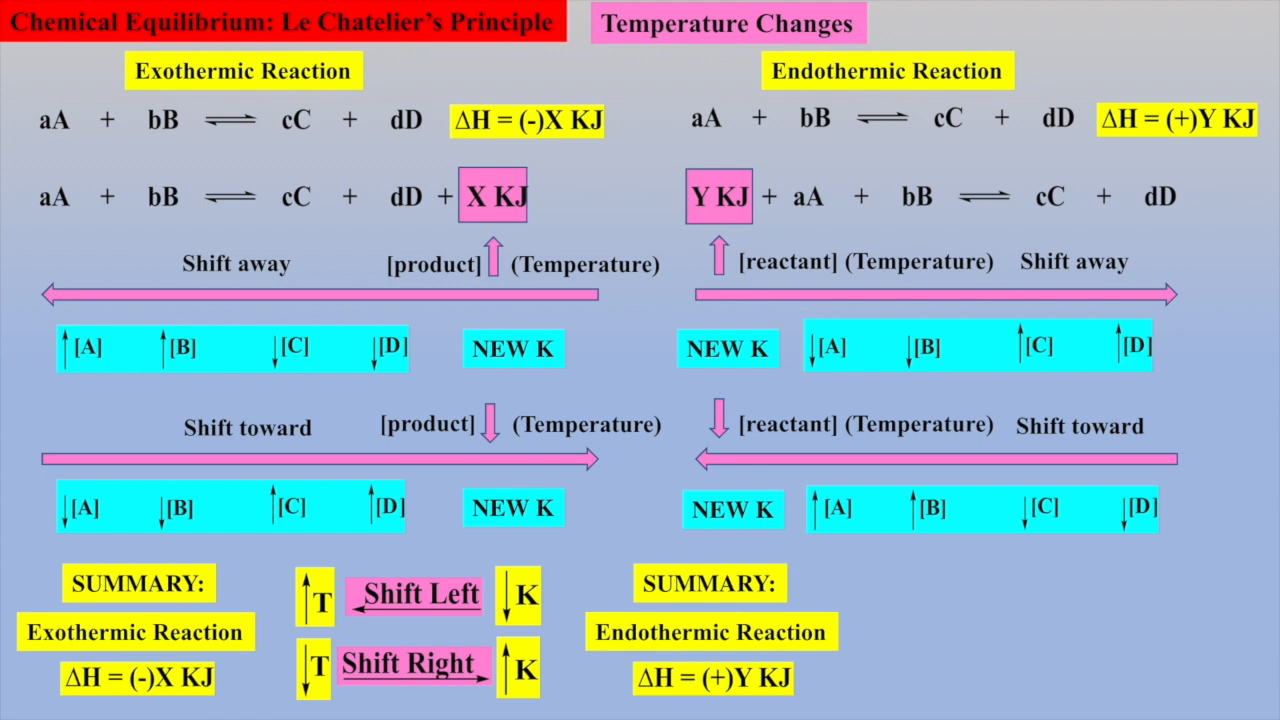 Chemical Equilibrium: Le Chatelier's Principle
Temperature Changes
Exothermic Reaction
aA + bB ⇌ cC + dD ΔH = (-)X KJ
aA + bB ⇌ cC + dD + X KJ
Shift away [product] ↑ (Temperature)
←
↑[A] ↑[B] ↓[C] ↓[D] NEW K
Shift toward [product] ↓ (Temperature)
→
↓[A] ↓[B] ↑[C] ↑[D] NEW K
Endothermic Reaction
aA + bB ⇌ cC + dD ΔH = (+)Y KJ
Y KJ + aA + bB ⇌ cC + dD
↑ [reactant] (Temperature) Shift away
→
NEW K ↓[A] ↓[B] ↑[C] ↑[D]
↓ [reactant] (Temperature) Shift toward
←
NEW K ↑[A] ↑[B] ↓[C] ↓[D]
SUMMARY:
Exothermic Reaction
ΔH = (-)X KJ
↑T Shift Left ← ↓K
↓T Shift Right → ↑K
SUMMARY:
Endothermic Reaction
ΔH = (+)Y KJ